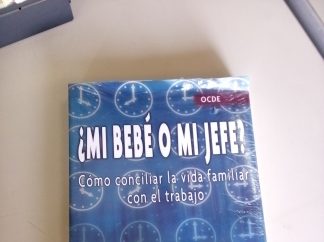 OCDE
¿MI BEBÉ O MI JEFE?
Cómo conciliar la vida familiar
con el trabajo